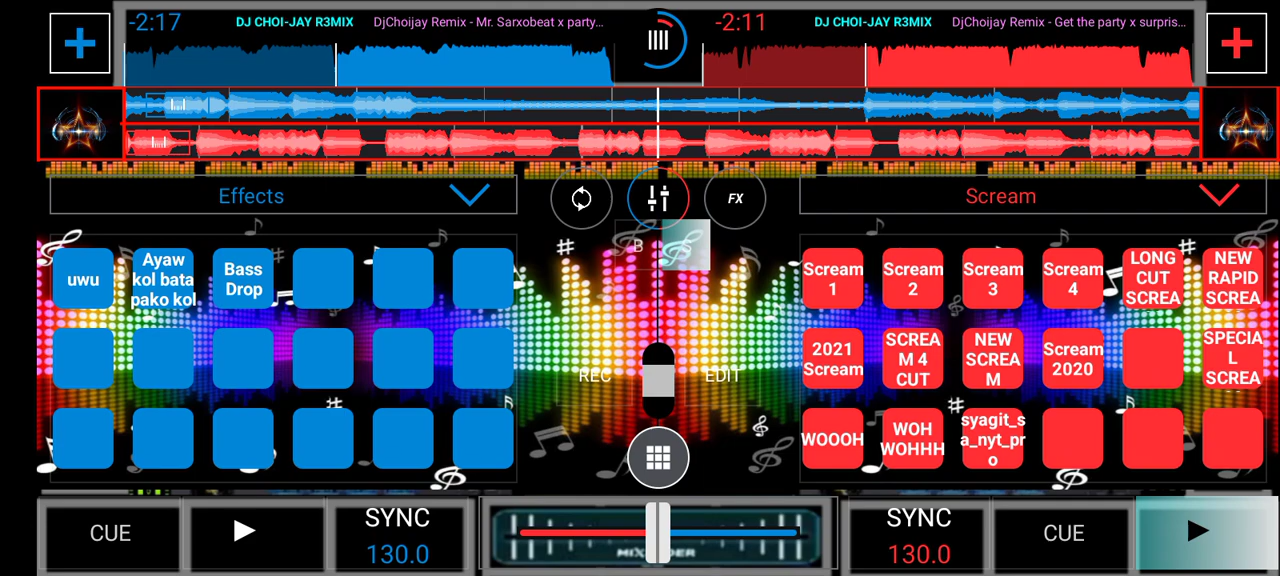 -2:17
DJ CHOI-JAY R3MIX
DjChoijay Remix - Mr. Sarxobeat x party...
-2:11
DJ CHOI-JAY R3MIX
DjChoijay Remix - Get the party x surpris...
Effects
FX
Scream
B
S
uwu
Ayaw
kol bata
pako kol
Bass
Drop
Scream
1
Scream
2
Scream
3
Scream
4
LONG
CUT
SCREA
NEW
RAPID
SCREA
REC
EDIT
2021
Scream
SCREA
M 4
CUT
NEW
SCREA
M
Scream
2020
SPECIA
L
SCREA
WOOOH
WOH
WOHHH
syagit_s
a_nyt_pr
o
CUE
SYNC
130.0
SYNC
130.0
CUE